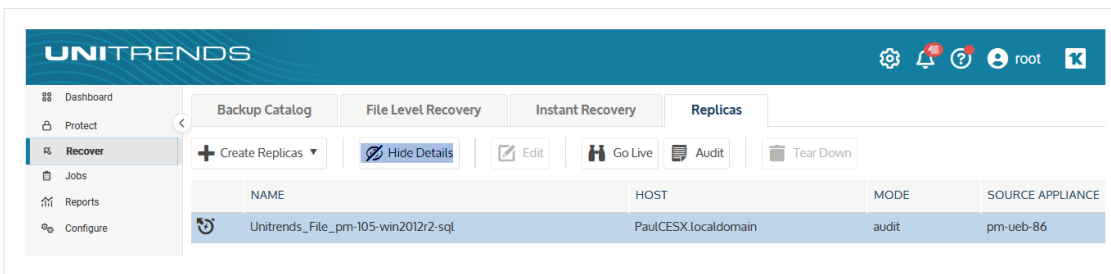 UNITRENDS
48
root
Dashboard
Protect
Recover
Jobs
Reports
Configure
Backup Catalog File Level Recovery Instant Recovery Replicas
Create Replicas Hide Details Edit Go Live Audit Tear Down
NAME HOST MODE SOURCE APPLIANCE
Unitrends_File_pm-105-win2012r2-sql PaulCESX.localdomain audit pm-ueb-86